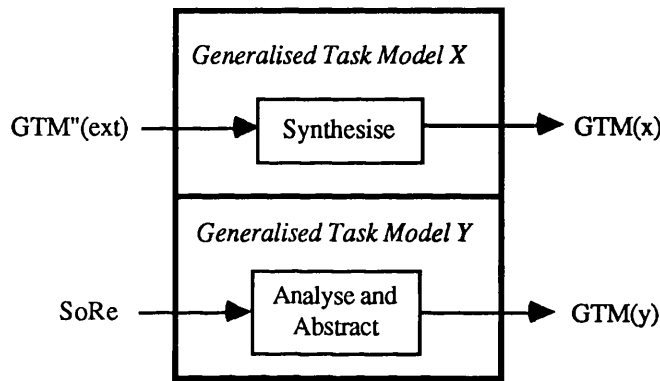 Generalised Task Model X
GTM"(ext)
Synthesise
GTM(x)
Generalised Task Model Y
SoRe
Analyse and
Abstract
GTM(y)